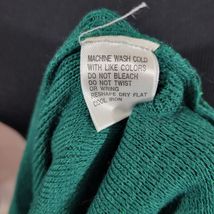 MACHINE WASH COLD
WITH LIKE COLORS
DO NOT BLEACH
DO NOT TWIST
OR WRING
RESHAPE DRY FLAT
COOL IRON